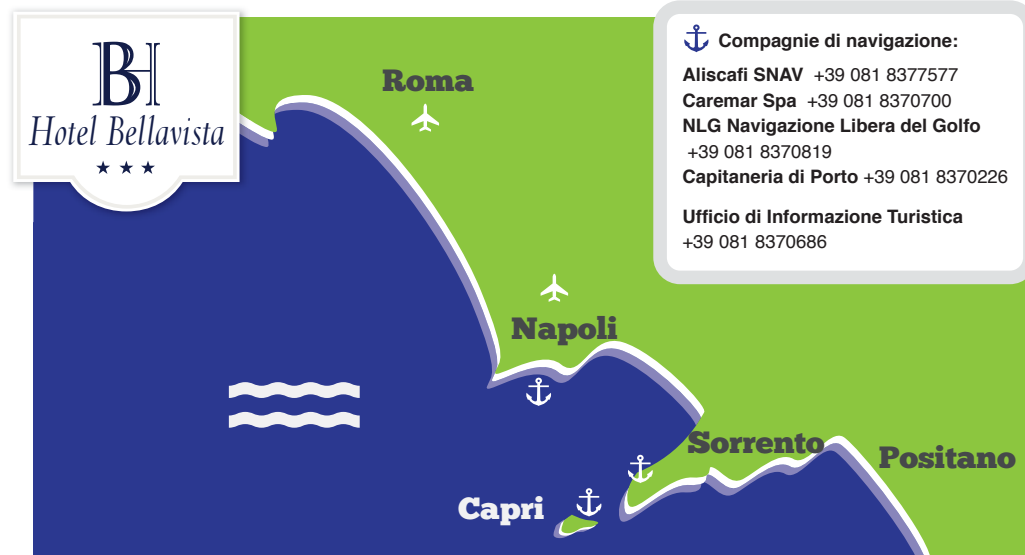 BH
Hotel Bellavista
Compagnie di navigazione:
Aliscafi SNAV +39 081 8377577
Caremar Spa +39 081 8370700
NLG Navigazione Libera del Golfo
+39 081 8370819
Capitaneria di Porto +39 081 8370226
Ufficio di Informazione Turistica
+39 081 8370686
Roma
Napoli
Sorrento
Positano
Capri